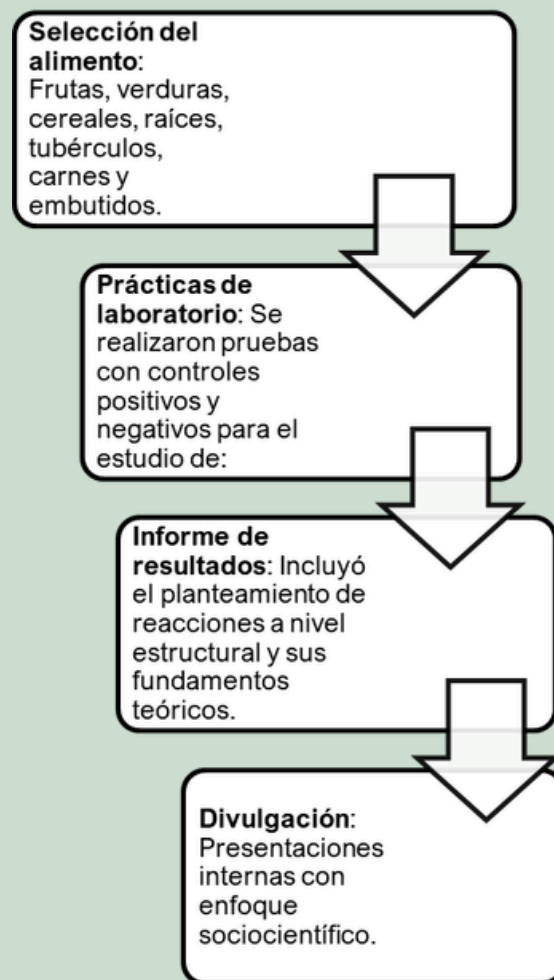 Selección del
alimento:
Frutas, verduras,
cereales, raíces,
tubérculos,
carnes y
embutidos.
Prácticas de
laboratorio: Se
realizaron pruebas
con controles
positivos y
negativos para el
estudio de:
Informe de
resultados: Incluyó
el planteamiento de
reacciones a nivel
estructural y sus
fundamentos
teóricos.
Divulgación:
Presentaciones
internas con
enfoque
sociocientífico.